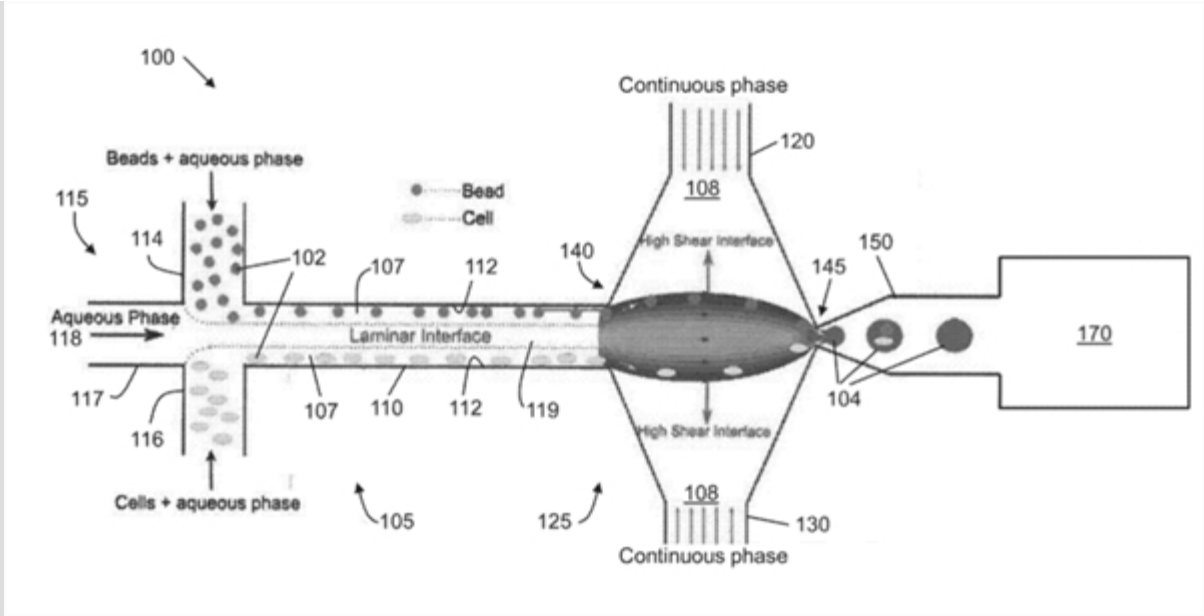 100
Continuous phase
120
Beads + aqueous phase
108
115
Bead
Cell
114
102
107
112
140
High Shear Interface
150
145
Aqueous Phase
118
Laminar Interface
170
117
107
110
112
119
104
116
High Shear Interface
Cells + aqueous phase
105
125
108
130
Continuous phase